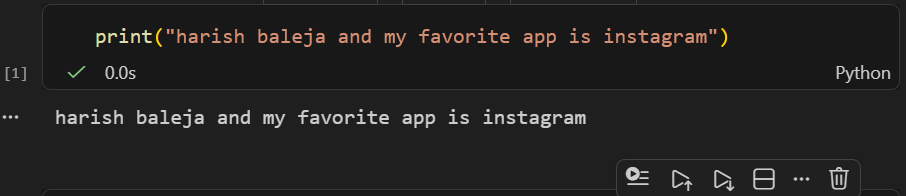 print("harish baleja and my favorite app is instagram")
[1]
0.0s
Python
harish baleja and my favorite app is instagram